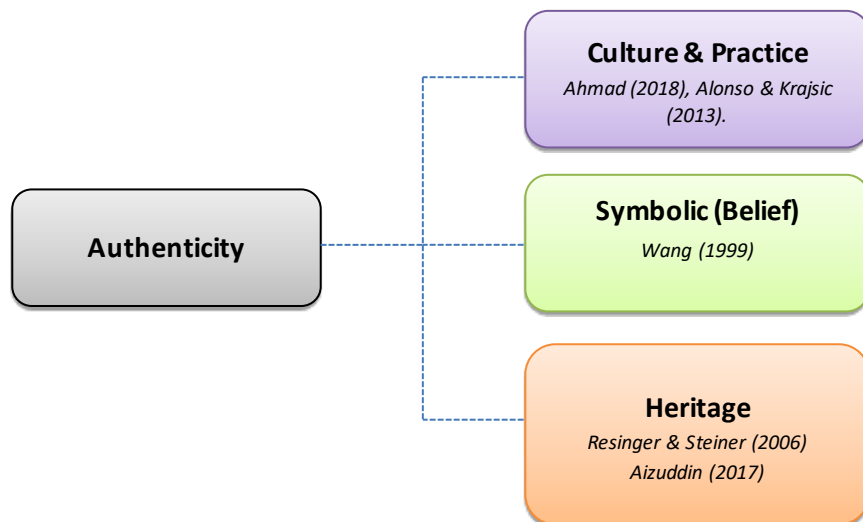 Culture & Practice
Ahmad (2018), Alonso & Krajsic
(2013).
Authenticity
Symbolic (Belief)
Wang (1999)
Heritage
Resinger & Steiner (2006)
Aizuddin (2017)